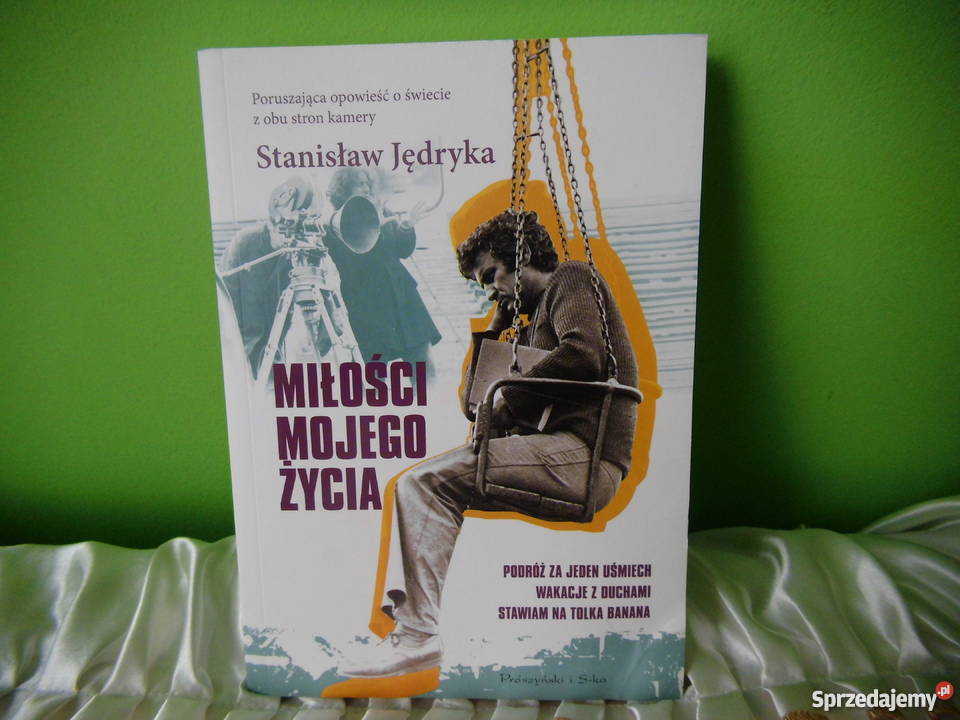 Poruszająca opowieść o świecie
z obu stron kamery
Stanisław Jędryka
MIŁOŚCI
MOJEGO
ŻYCIA
PODRÓŻ ZA JEDEN UŚMIECH
WAKACJE Z DUCHAMI
STAWIAM NA TOLKA BANANA
Prószyński i S-ka
Sprzedajemy.pl